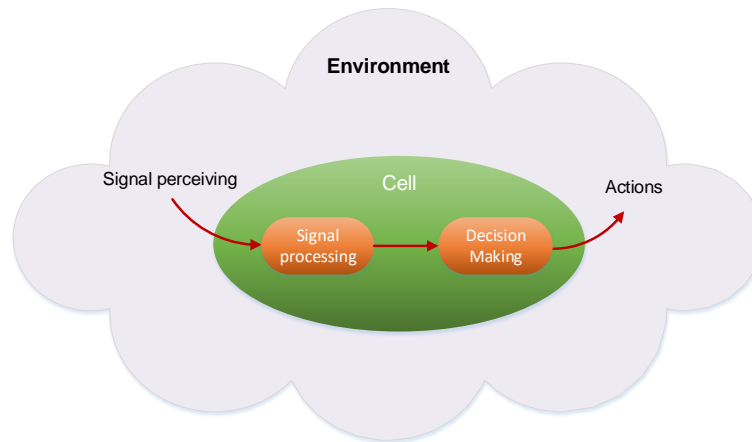 Environment
Signal perceiving
Cell
Actions
Signal
processing
Decision
Making